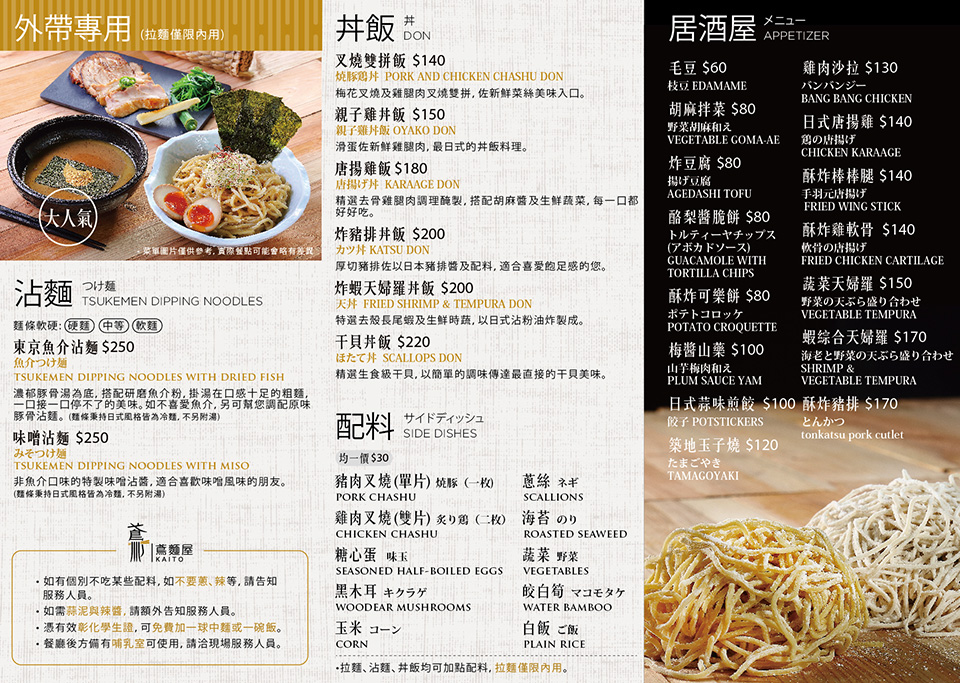 外帶專用 (拉麵僅限內用)
大人氣
• 菜單圖片僅供參考, 實際餐點可能會略有差異
沾麵 つけ麺
TSUKEMEN DIPPING NOODLES
麵條軟硬: 硬麵 中等 軟麵
東京魚介沾麵 $250
魚介つけ麺
TSUKEMEN DIPPING NOODLES WITH DRIED FISH
濃郁豚骨湯為底, 搭配研磨魚介粉, 掛湯在口感十足的粗麵,
一口接一口停不了的美味。如不喜愛魚介, 另可幫您調配原味
豚骨沾麵。(麵條秉持日式風格皆為冷麵, 不另附湯)
味噌沾麵 $250
みそつけ麺
TSUKEMEN DIPPING NOODLES WITH MISO
非魚介口味的特製味噌沾醬, 適合喜歡味噌風味的朋友。
(麵條秉持日式風格皆為冷麵, 不另附湯)
鳶
鳶麵屋
KAITO
• 如有個別不吃某些配料, 如不要蔥、辣等, 請告知
服務人員。
• 如需蒜泥與辣醬, 請額外告知服務人員。
• 憑有效彰化學生證, 可免費加一球中麵或一碗飯。
• 餐廳後方備有哺乳室可使用, 請洽現場服務人員。
丼飯 丼
DON
叉燒雙拼飯 $140
焼豚鶏丼 PORK AND CHICKEN CHASHU DON
梅花叉燒及雞腿肉叉燒雙拼, 佐新鮮菜絲美味入口。
親子雞丼飯 $150
親子雞丼飯 OYAKO DON
滑蛋佐新鮮雞腿肉, 最日式的丼飯料理。
唐揚雞飯 $180
唐揚げ丼 KARAAGE DON
精選去骨雞腿肉調理醃製, 搭配胡麻醬及生鮮蔬菜, 每一口都
好好吃。
炸豬排丼飯 $200
カツ丼 KATSU DON
厚切豬排佐以日本豬排醬及配料, 適合喜愛飽足感的您。
炸蝦天婦羅丼飯 $200
天丼 FRIED SHRIMP & TEMPURA DON
特選去殼長尾蝦及生鮮時蔬, 以日式沾粉油炸製成。
干貝丼飯 $220
ほたて丼 SCALLOPS DON
精選生食級干貝, 以簡單的調味傳達最直接的干貝美味。
配料 サイドディッシュ
SIDE DISHES
均一價 $30
豬肉叉燒(單片) 焼豚(一枚)
PORK CHASHU
雞肉叉燒(雙片) 炙り鶏(二枚)
CHICKEN CHASHU
糖心蛋 味玉
SEASONED HALF-BOILED EGGS
黑木耳 キクラゲ
WOODEAR MUSHROOMS
玉米 コーン
CORN
蔥絲 ネギ
SCALLIONS
海苔 のり
ROASTED SEAWEED
蔬菜 野菜
VEGETABLES
皎白筍 マコモタケ
WATER BAMBOO
白飯 ご飯
PLAIN RICE
•拉麵、沾麵、丼飯均可加點配料, 拉麵僅限內用。
居酒屋 メニュー
APPETIZER
毛豆 $60
枝豆 EDAMAME
胡麻拌菜 $80
野菜胡麻和え
VEGETABLE GOMA-AE
炸豆腐 $80
揚げ豆腐
AGEDASHI TOFU
酪梨醬脆餅 $80
トルティーヤチップス
(アボカドソース)
GUACAMOLE WITH
TORTILLA CHIPS
酥炸可樂餅 $80
ポテトコロッケ
POTATO CROQUETTE
梅醬山藥 $100
山芋梅肉和え
PLUM SAUCE YAM
日式蒜味煎餃 $100
餃子 POTSTICKERS
築地玉子燒 $120
たまごやき
TAMAGOYAKI
雞肉沙拉 $130
バンバンジー
BANG BANG CHICKEN
日式唐揚雞 $140
鶏の唐揚げ
CHICKEN KARAAGE
酥炸棒棒腿 $140
手羽元唐揚げ
FRIED WING STICK
酥炸雞軟骨 $140
軟骨の唐揚げ
FRIED CHICKEN CARTILAGE
蔬菜天婦羅 $150
野菜の天ぷら盛り合わせ
VEGETABLE TEMPURA
蝦綜合天婦羅 $170
海老と野菜の天ぷら盛り合わせ
SHRIMP &
VEGETABLE TEMPURA
酥炸豬排 $170
とんかつ
tonkatsu pork cutlet